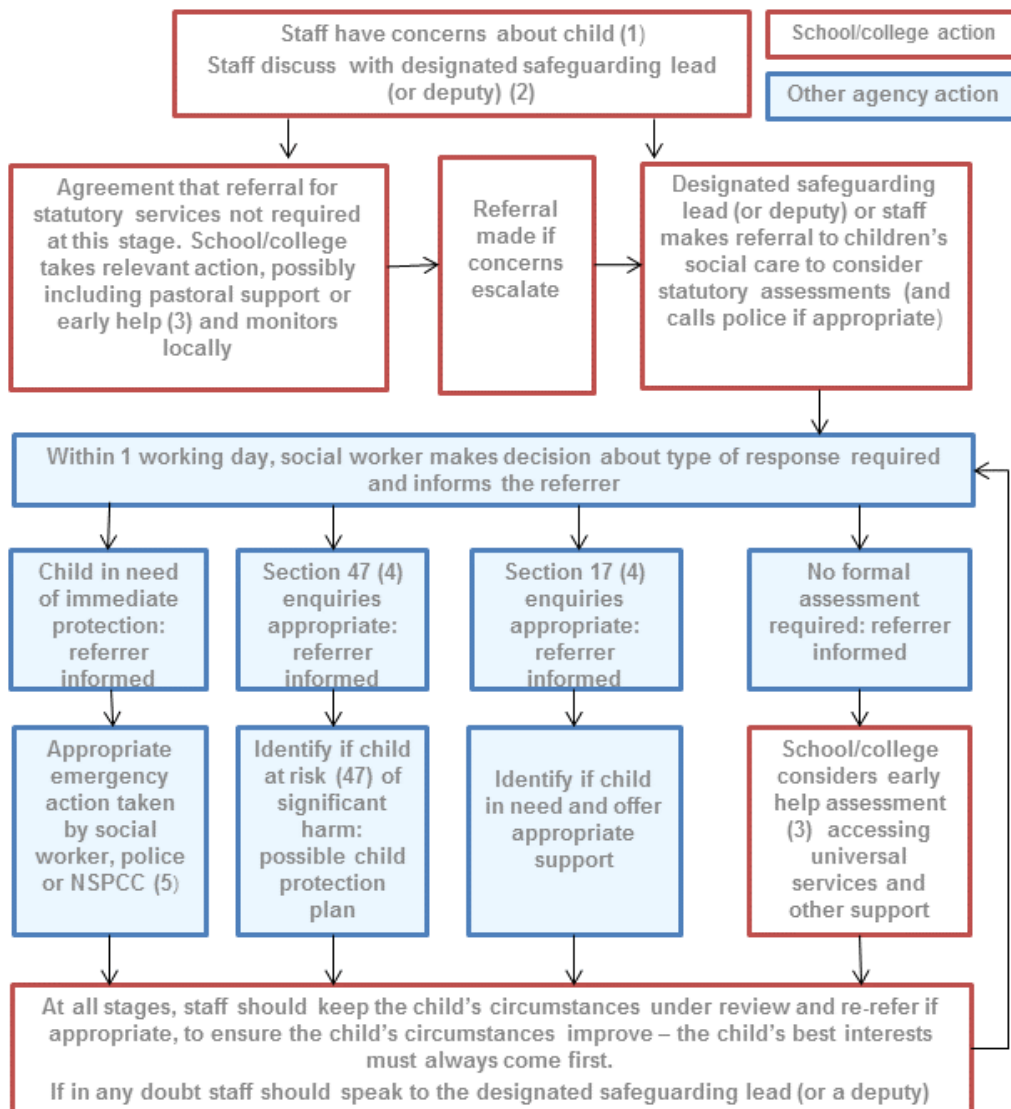 Staff have concerns about child (1)
Staff discuss with designated safeguarding lead
(or deputy) (2)
School/college action
Other agency action
Agreement that referral for
statutory services not required
at this stage. School/college
takes relevant action, possibly
including pastoral support or
early help (3) and monitors
locally
Referral
made if
concerns
escalate
Designated safeguarding
lead (or deputy) or staff
makes referral to children's
social care to consider
statutory assessments (and
calls police if appropriate)
Within 1 working day, social worker makes decision about type of response required
and informs the referrer
Child in need
of immediate
protection:
referrer
informed
Section 47 (4)
enquiries
appropriate:
referrer
informed
Section 17 (4)
enquiries
appropriate:
referrer
informed
No formal
assessment
required: referrer
informed
Appropriate
emergency
action taken
by social
worker, police
or NSPCC (5)
Identify if child
at risk (47) of
significant
harm:
possible child
protection
plan
Identify if child
in need and offer
appropriate
support
School/college
considers early
help assessment
(3) accessing
universal
services and
other support
At all stages, staff should keep the child's circumstances under review and re-refer if
appropriate, to ensure the child's circumstances improve – the child's best interests
must always come first.
If in any doubt staff should speak to the designated safeguarding lead (or a deputy)